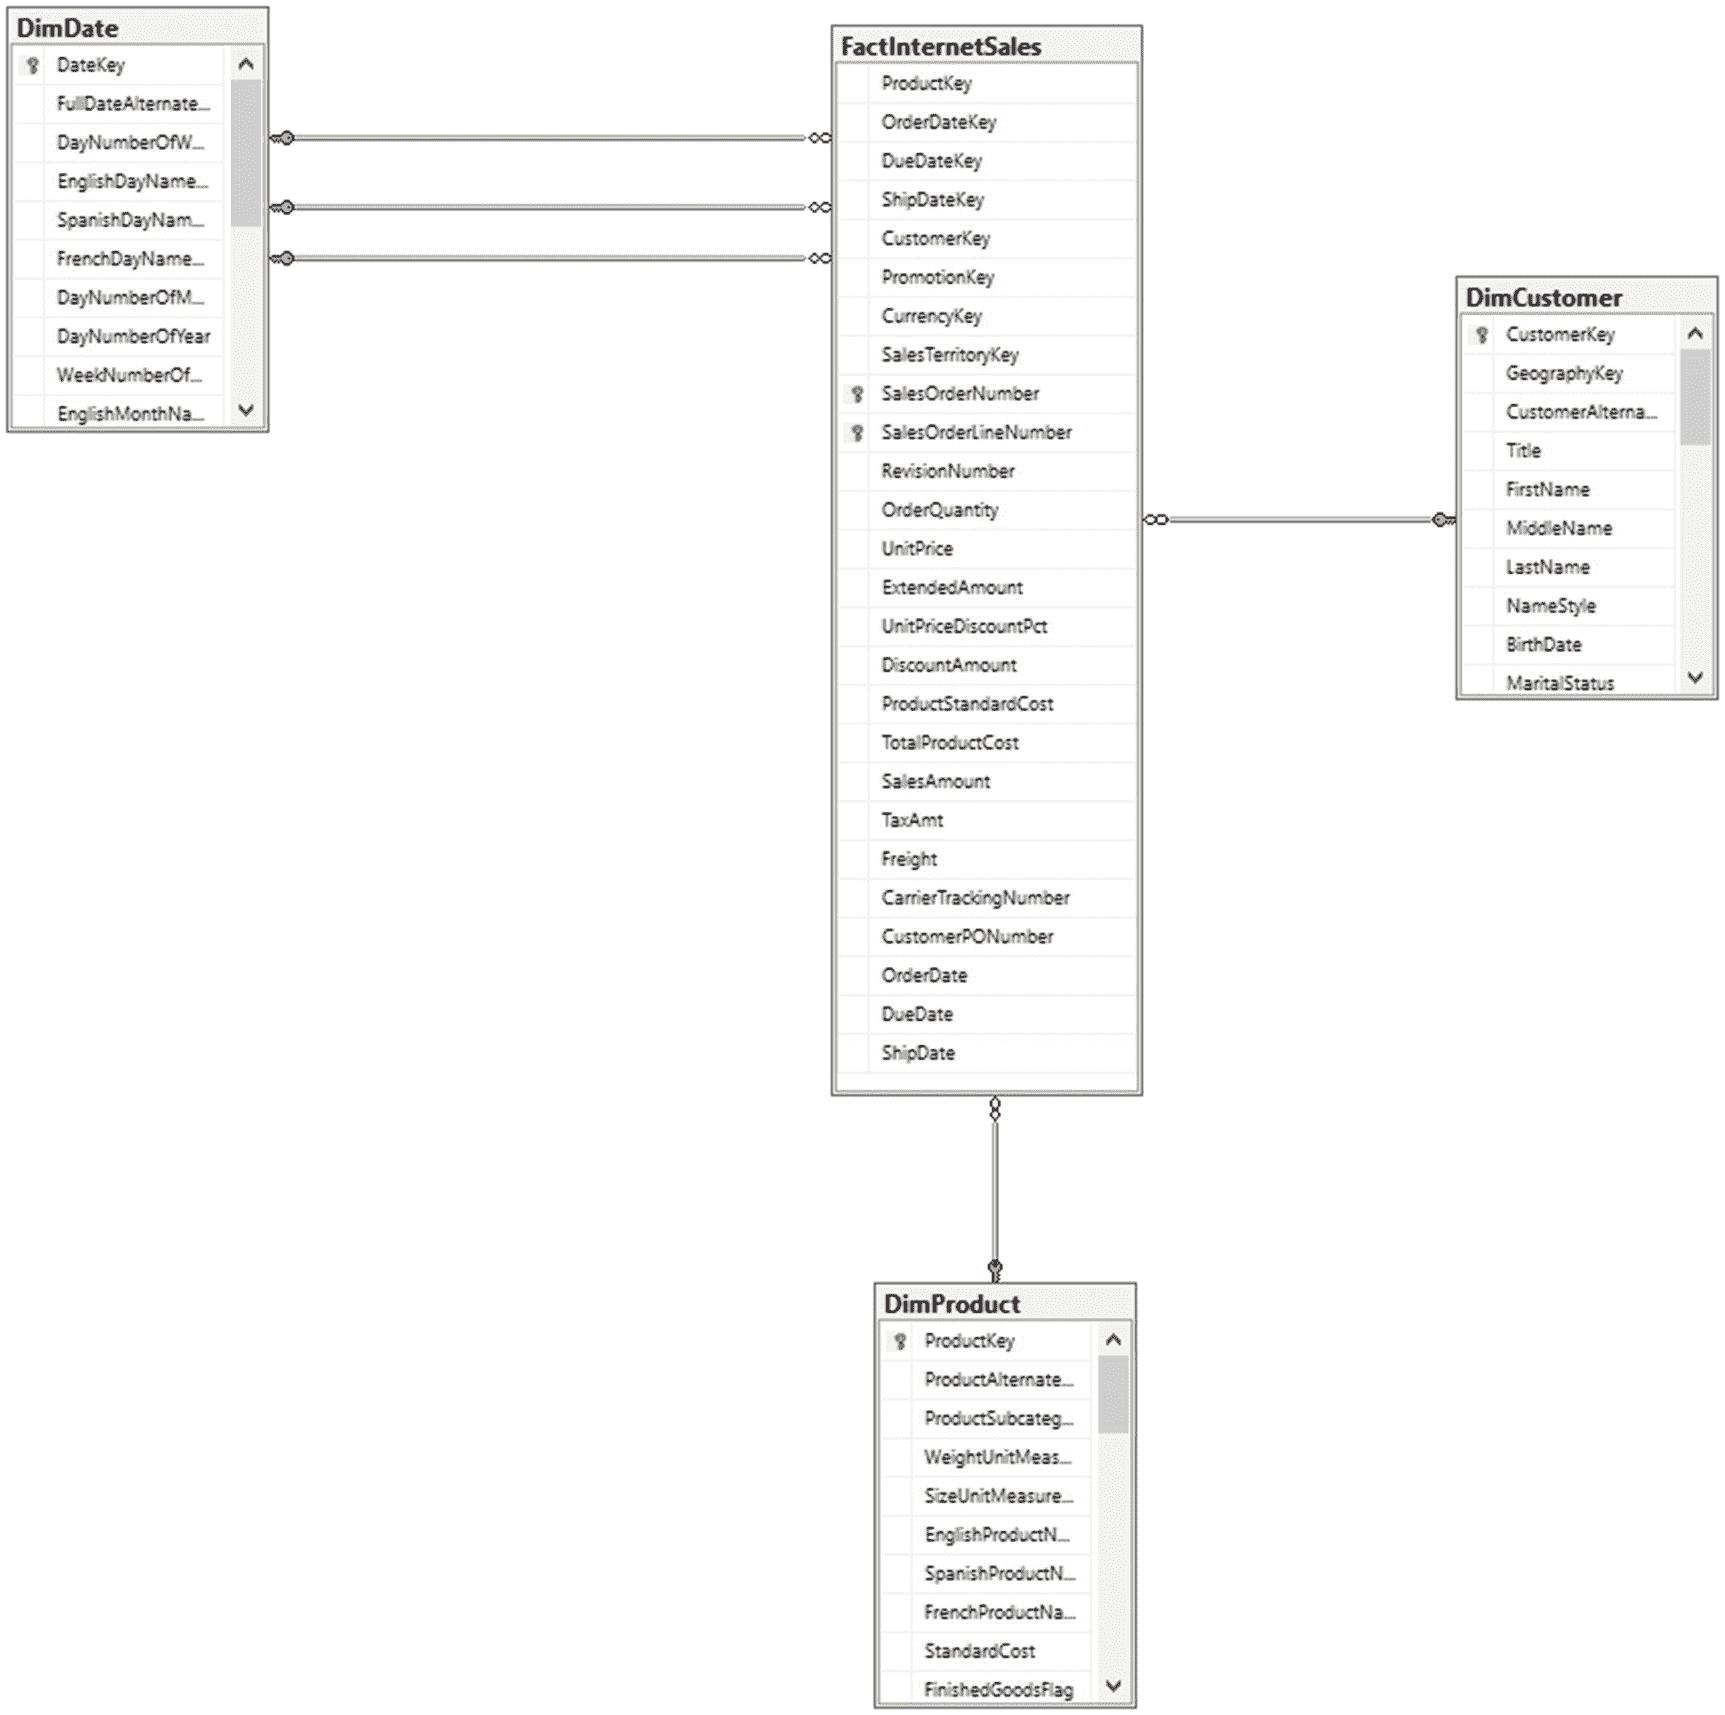 DimDate
DateKey
FullDateAlternate...
DayNumberOfW...
EnglishDayName...
SpanishDayNam...
FrenchDayName...
DayNumberOfM...
DayNumberOfYear
WeekNumberOf...
EnglishMonthNa...
FactInternetSales
ProductKey
OrderDateKey
DueDateKey
ShipDateKey
CustomerKey
PromotionKey
CurrencyKey
SalesTerritoryKey
SalesOrderNumber
SalesOrderLineNumber
RevisionNumber
OrderQuantity
UnitPrice
ExtendedAmount
UnitPriceDiscountPct
DiscountAmount
ProductStandardCost
TotalProductCost
SalesAmount
TaxAmt
Freight
CarrierTrackingNumber
CustomerPONumber
OrderDate
DueDate
ShipDate
DimCustomer
CustomerKey
GeographyKey
CustomerAlterna...
Title
FirstName
MiddleName
LastName
NameStyle
BirthDate
MaritalStatus
DimProduct
ProductKey
ProductAlternate...
ProductSubcateg...
WeightUnitMeas...
SizeUnitMeasure...
EnglishProductN...
SpanishProductN...
FrenchProductNa...
StandardCost
FinishedGoodsFlag